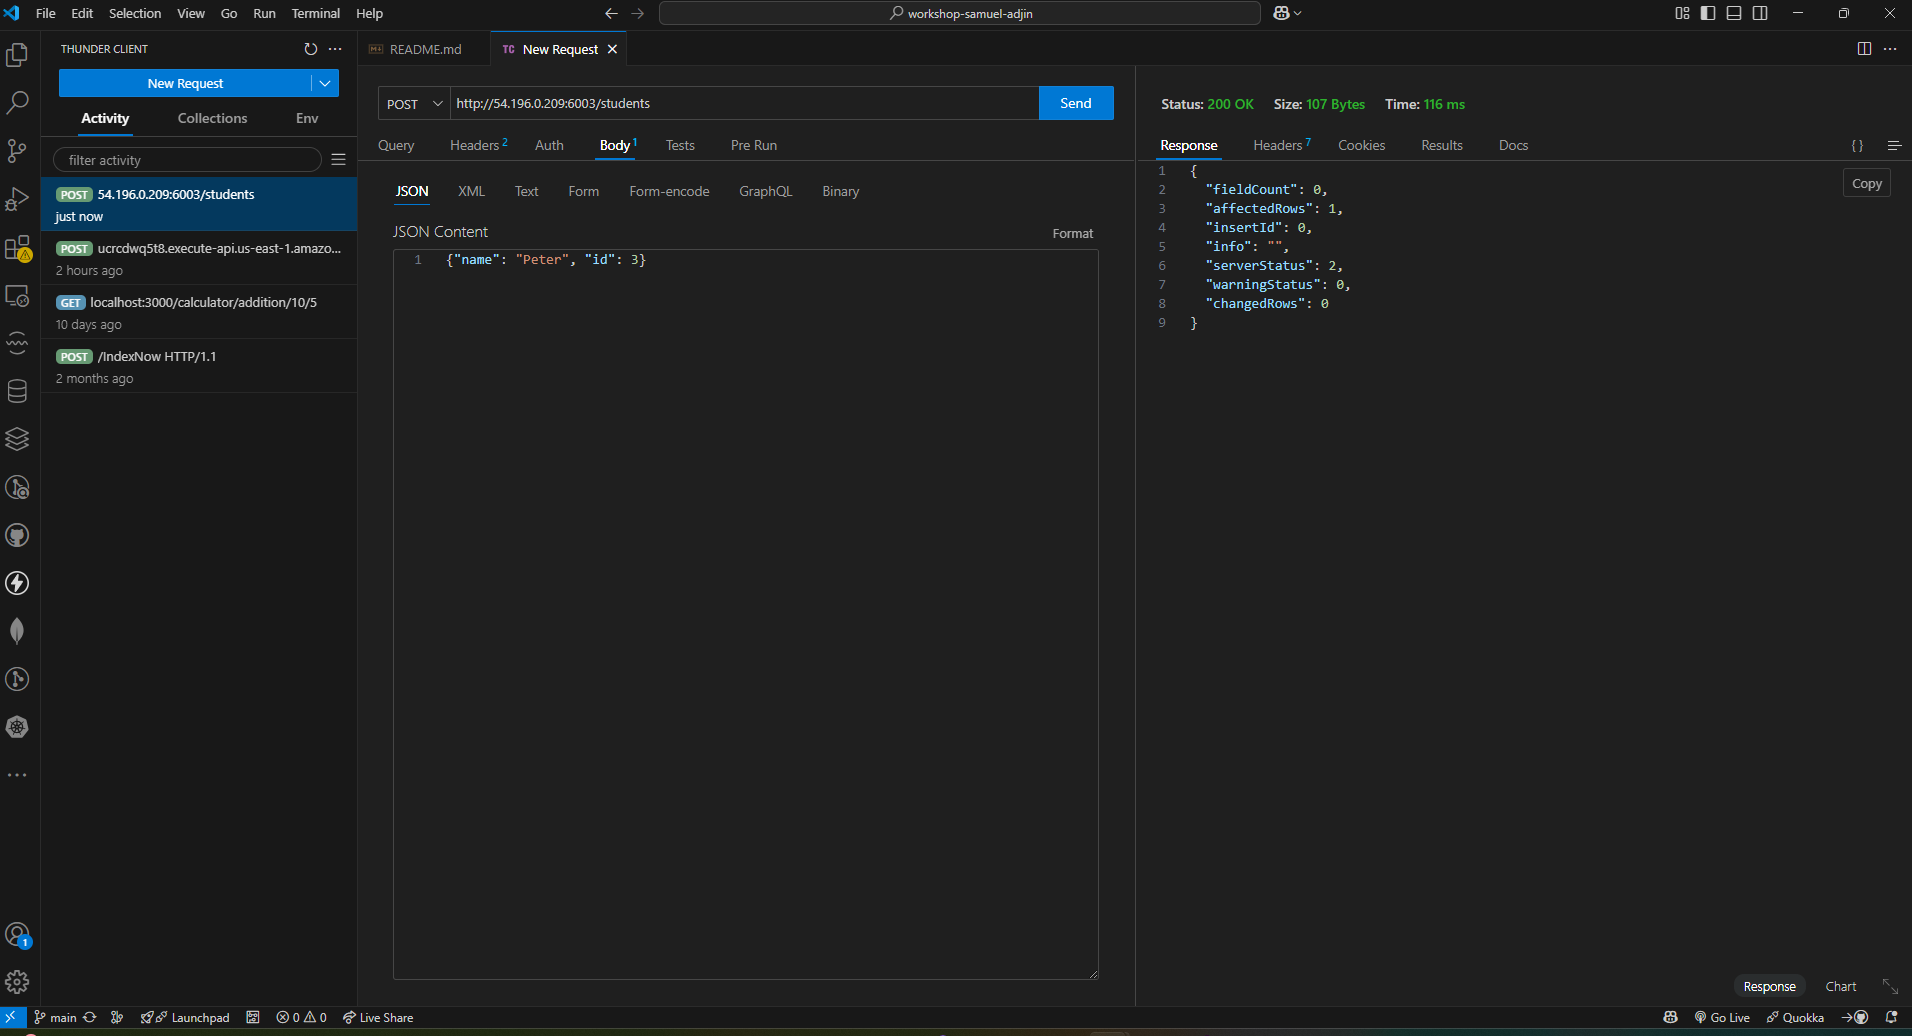 File Edit Selection View Go Run Terminal Help
workshop-samuel-adjin
THUNDER CLIENT
New Request
Activity Collections Env
filter activity
POST 54.196.0.209:6003/students
just now
POST ucrcdwq5t8.execute-api.us-east-1.amazo...
2 hours ago
GET localhost:3000/calculator/addition/10/5
10 days ago
POST /IndexNow HTTP/1.1
2 months ago
README.md
TC New Request
POST http://54.196.0.209:6003/students Send
Query Headers 2 Auth Body 1 Tests Pre Run
JSON XML Text Form Form-encode GraphQL Binary
JSON Content Format
1 {"name": "Peter", "id": 3}
Status: 200 OK Size: 107 Bytes Time: 116 ms
Response Headers 7 Cookies Results Docs { }
Copy
1 {
2 "fieldCount": 0,
3 "affectedRows": 1,
4 "insertId": 0,
5 "info": "",
6 "serverStatus": 2,
7 "warningStatus": 0,
8 "changedRows": 0
9 }
Response Chart
1
main Launchpad 0 0 Live Share
Go Live Quokka